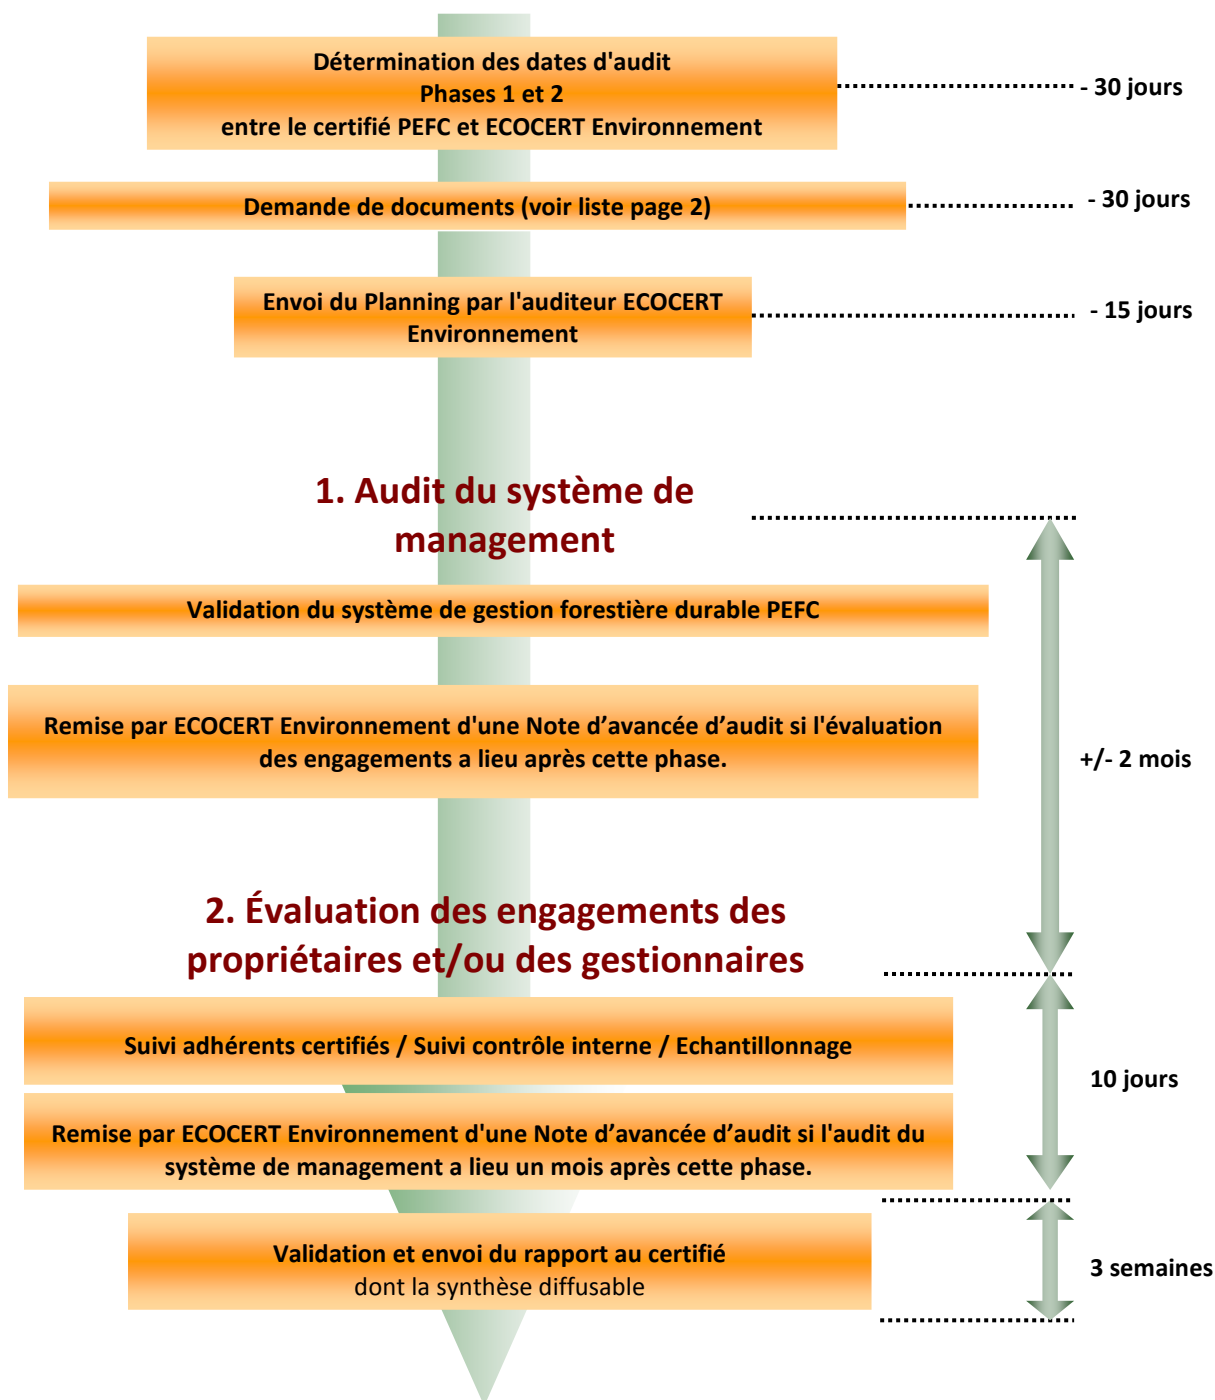 Détermination des dates d'audit
Phases 1 et 2
entre le certifié PEFC et ECOCERT Environnement
- 30 jours
Demande de documents (voir liste page 2)
- 30 jours
Envoi du Planning par l'auditeur ECOCERT
Environnement
- 15 jours
1. Audit du système de
management
Validation du système de gestion forestière durable PEFC
Remise par ECOCERT Environnement d'une Note d’avancée d’audit si l'évaluation
des engagements a lieu après cette phase.
+/- 2 mois
2. Évaluation des engagements des
propriétaires et/ou des gestionnaires
Suivi adhérents certifiés / Suivi contrôle interne / Echantillonnage
10 jours
Remise par ECOCERT Environnement d'une Note d’avancée d’audit si l'audit du
système de management a lieu un mois après cette phase.
Validation et envoi du rapport au certifié
dont la synthèse diffusable
3 semaines